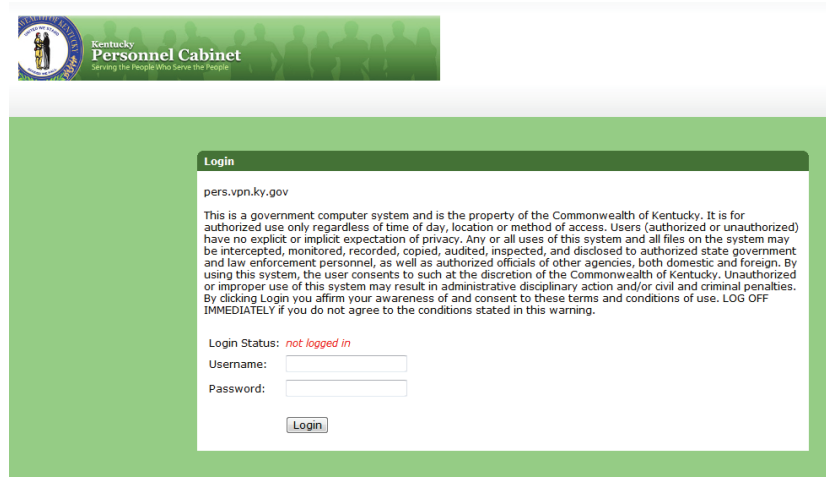 Kentucky
Personnel Cabinet
Serving the People Who Serve the People
Login
pers.vpn.ky.gov
This is a government computer system and is the property of the Commonwealth of Kentucky. It is for
authorized use only regardless of time of day, location or method of access. Users (authorized or unauthorized)
have no explicit or implicit expectation of privacy. Any or all uses of this system and all files on the system may
be intercepted, monitored, recorded, copied, audited, inspected, and disclosed to authorized state government
and law enforcement personnel, as well as authorized officials of other agencies, both domestic and foreign. By
using this system, the user consents to such at the discretion of the Commonwealth of Kentucky. Unauthorized
or improper use of this system may result in administrative disciplinary action and/or civil and criminal penalties.
By clicking Login you affirm your awareness of and consent to these terms and conditions of use. LOG OFF
IMMEDIATELY if you do not agree to the conditions stated in this warning.
Login Status: not logged in
Username:
Password:
Login